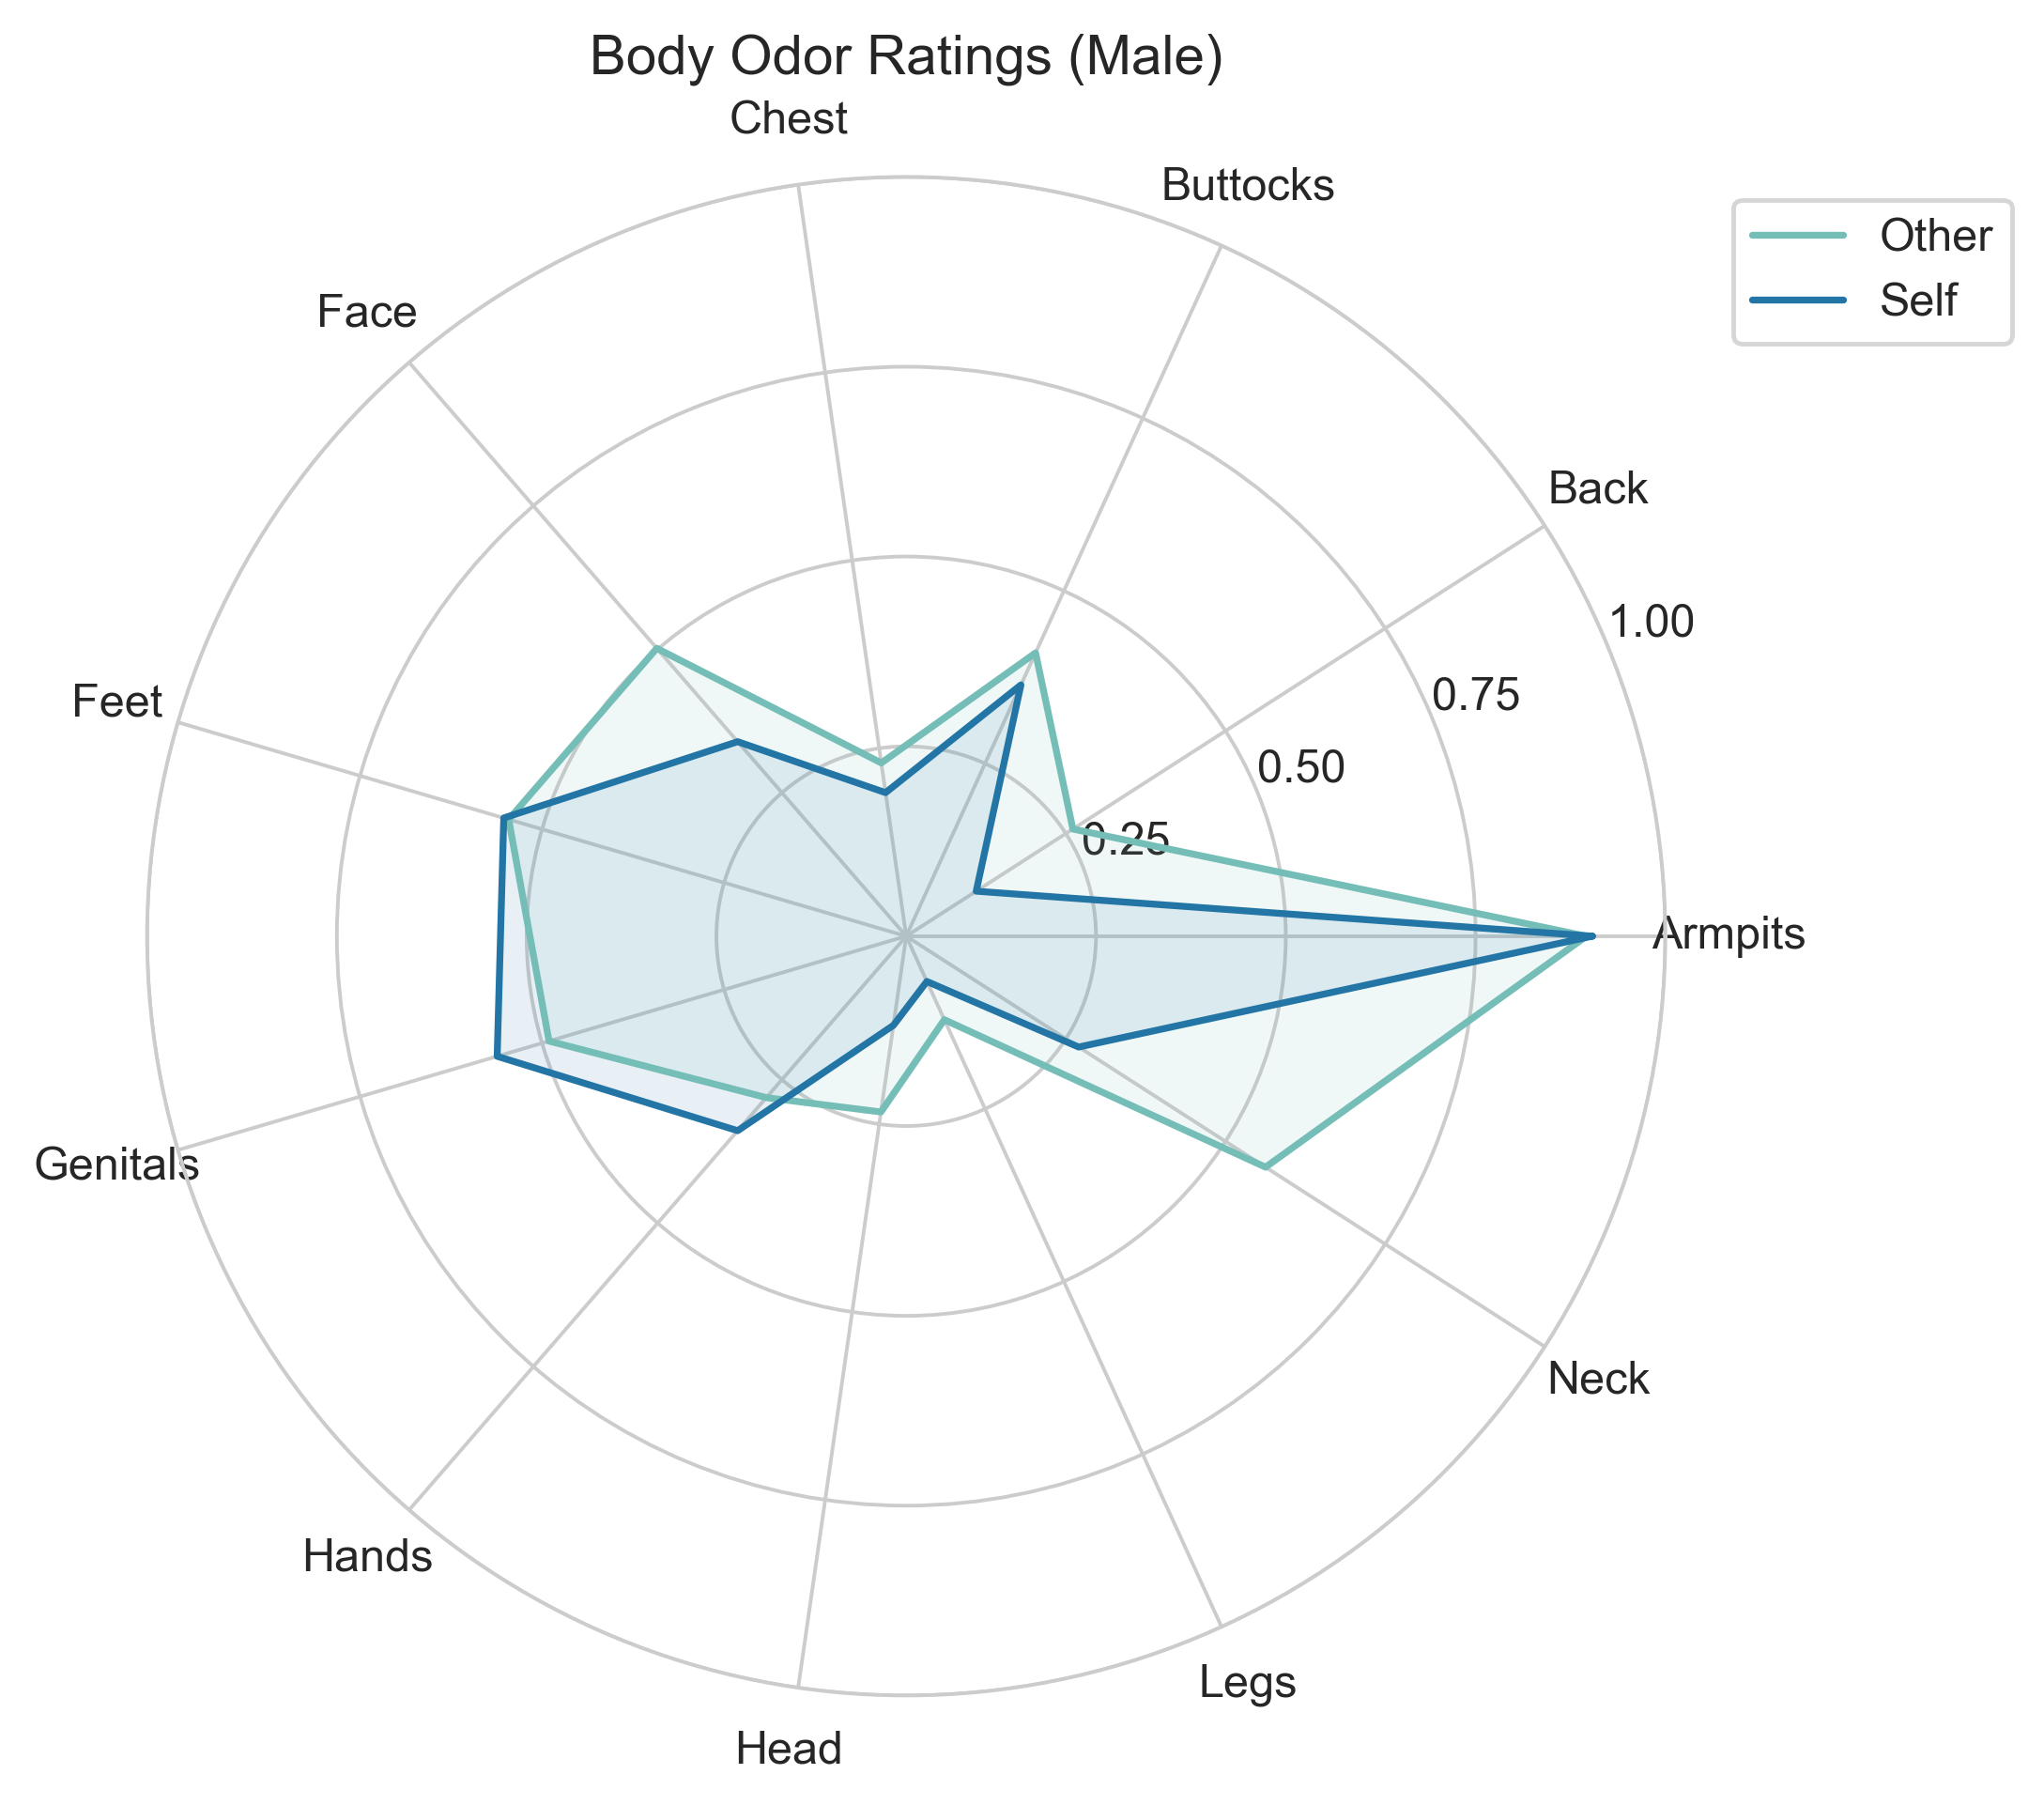 Body Odor Ratings (Male)
Chest
Buttocks
Other
Self
Face
Back
1.00
Feet
0.75
0.50
0.25
Armpits
Genitals
Neck
Hands
Legs
Head